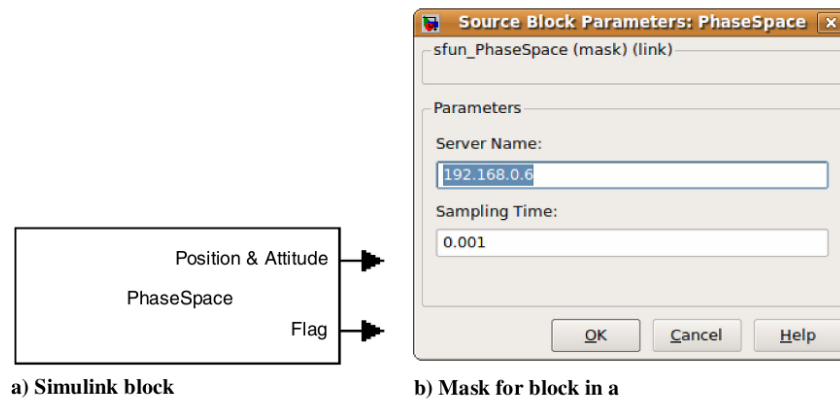 Position & Attitude
PhaseSpace
Flag
a) Simulink block
Source Block Parameters: PhaseSpace
sfun_PhaseSpace (mask) (link)
Parameters
Server Name:
192.168.0.6
Sampling Time:
0.001
OK
Cancel
Help
b) Mask for block in a